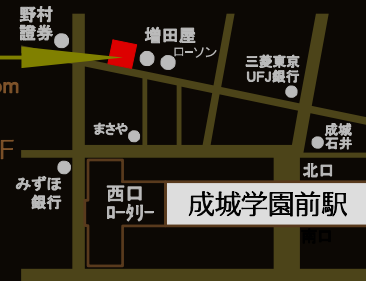 野村
證券
増田屋
ローソン
三菱東京
UFJ銀行
om
まさや
成城
石井
F
みずほ
銀行
西口
ロータリー
北口
成城学園前駅
南口